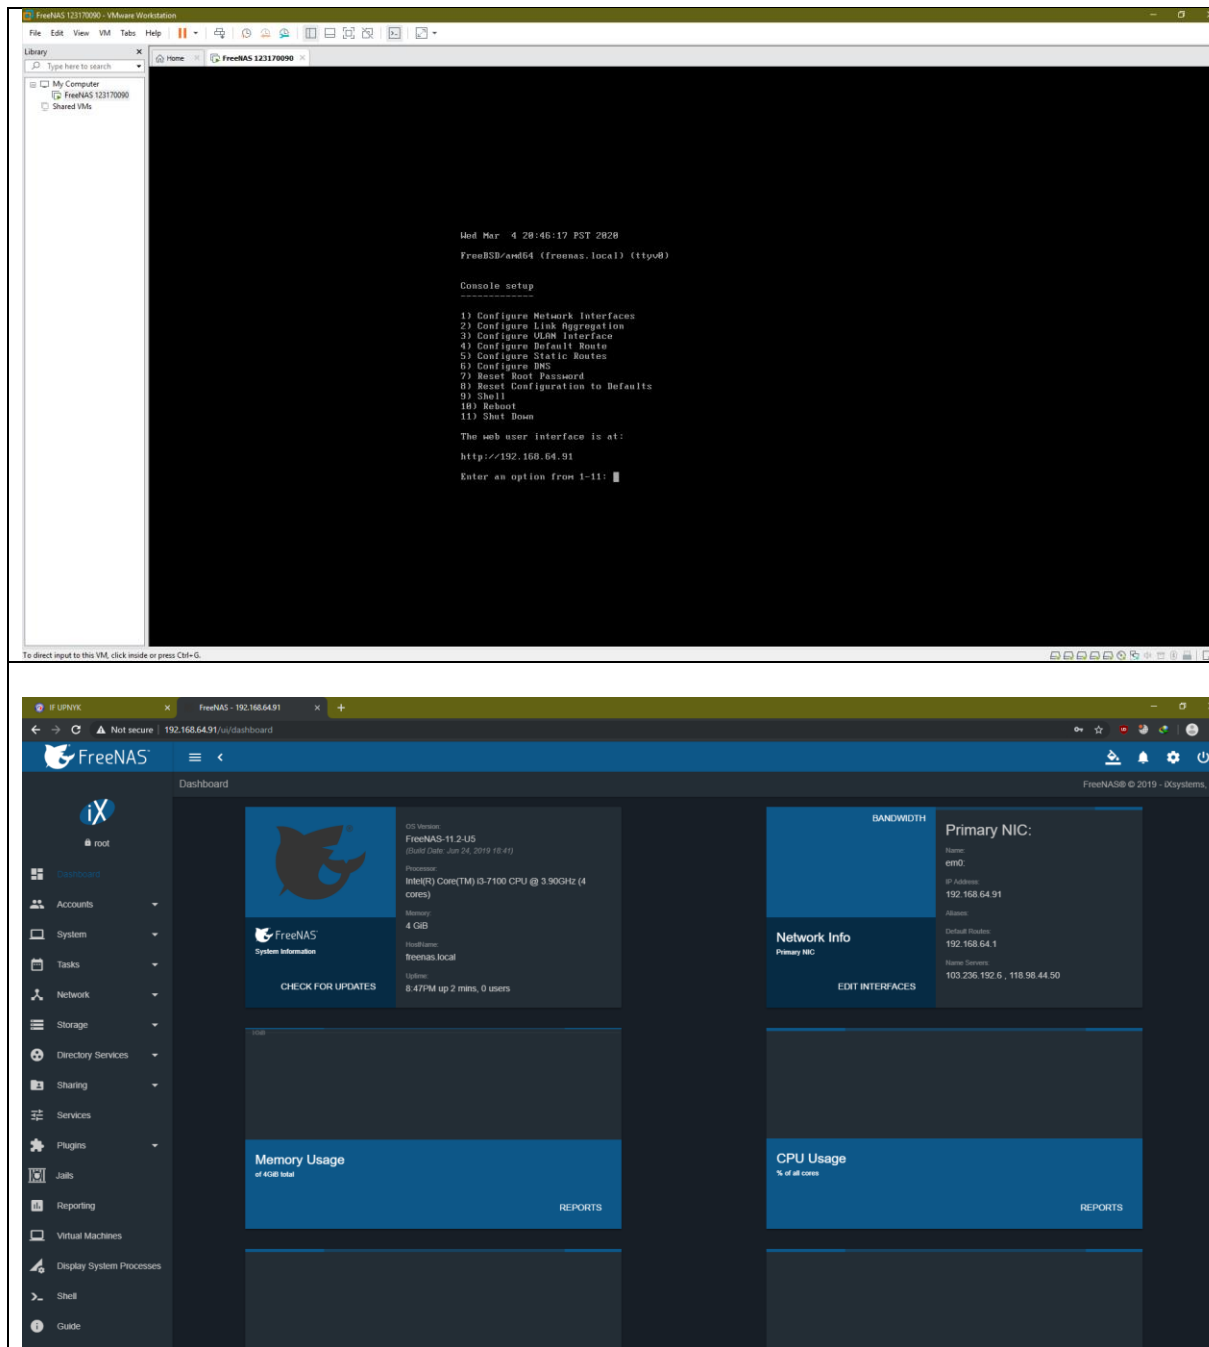 FreeNAS 123170090 - VMware Workstation
File Edit View VM Tabs Help
Library
Home
FreeNAS 123170090
Type here to search
My Computer
FreeNAS 123170090
Shared VMs
Wed Mar 4 20:46:17 PST 2020
FreeBSD/amd64 (freenas.local) (ttyv0)
Console setup
-------------
1) Configure Network Interfaces
2) Configure Link Aggregation
3) Configure VLAN Interface
4) Configure Default Route
5) Configure Static Routes
6) Configure DNS
7) Reset Root Password
8) Reset Configuration to Defaults
9) Shell
10) Reboot
11) Shut Down
The web user interface is at:
http://192.168.64.91
Enter an option from 1-11:
To direct input to this VM, click inside or press Ctrl+G.
IF UPNYK
FreeNAS - 192.168.64.91
Not secure | 192.168.64.91/ui/dashboard
FreeNAS
Dashboard
FreeNAS® © 2019 - iXsystems,
iX
root
Dashboard
Accounts
System
Tasks
Network
Storage
Directory Services
Sharing
Services
Plugins
Jails
Reporting
Virtual Machines
Display System Processes
Shell
Guide
OS Version:
FreeNAS-11.2-U5
(Build Date: Jun 24, 2019 18:41)
Processor:
Intel(R) Core(TM) i3-7100 CPU @ 3.90GHz (4
cores)
Memory:
4 GiB
HostName:
freenas.local
Uptime:
8:47PM up 2 mins, 0 users
FreeNAS
System Information
CHECK FOR UPDATES
BANDWIDTH
Primary NIC:
Name:
em0:
IP Address:
192.168.64.91
Aliases:
Default Routes:
192.168.64.1
Name Servers:
103.236.192.6 , 118.98.44.50
Network Info
Primary NIC
EDIT INTERFACES
Memory Usage
of 4GiB total
REPORTS
CPU Usage
% of all cores
REPORTS